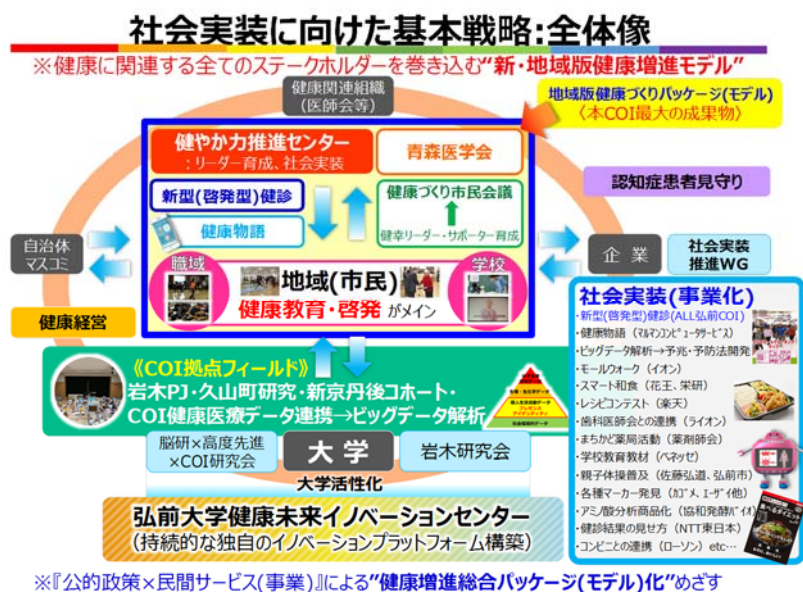 社会実装に向けた基本戦略:全体像
※健康に関連する全てのステークホルダーを巻き込む"新・地域版健康増進モデル"
健康関連組織
(医師会等)
地域版健康づくりパッケージ(モデル)
〈本COI最大の成果物〉
健やか力推進センター
:リーダー育成、社会実装
青森医学会
新型(啓発型)健診
健康物語
健康づくり市民会議
健幸リーダー・サポーター育成
認知症患者見守り
自治体
マスコミ
企業
社会実装
推進WG
職域
地域(市民)
健康教育・啓発がメイン
学校
健康経営
《COI拠点フィールド》
岩木PJ・久山町研究・新京丹後コホート・
COI健康医療データ連携→ビッグデータ解析
脳研×高度先進
×COI研究会
大学
岩木研究会
大学活性化
弘前大学健康未来イノベーションセンター
(持続的な独自のイノベーションプラットフォーム構築)
社会実装(事業化)
・新型(啓発型)健診(ALL弘前COI)
・健康物語(マルマンコンピュータサービス)
・ビッグデータ解析→予兆・予防法開発
・モールウォーク(イオン)
・スマート和食(花王、栄研)
・レシピコンテスト(楽天)
・歯科医師会との連携(ライオン)
・まちかど薬局活動(薬剤師会)
・学校教育教材(ベネッセ)
・親子体操普及(佐藤弘道、弘前市)
・各種マーカー発見(カゴメ、エーザイ他)
・アミノ酸分析商品化(協和発酵バイオ)
・健診結果の見せ方(NTT東日本)
・コンビニとの連携(ローソン)etc…
※『公的政策×民間サービス(事業)』による"健康増進総合パッケージ(モデル)化"めざす